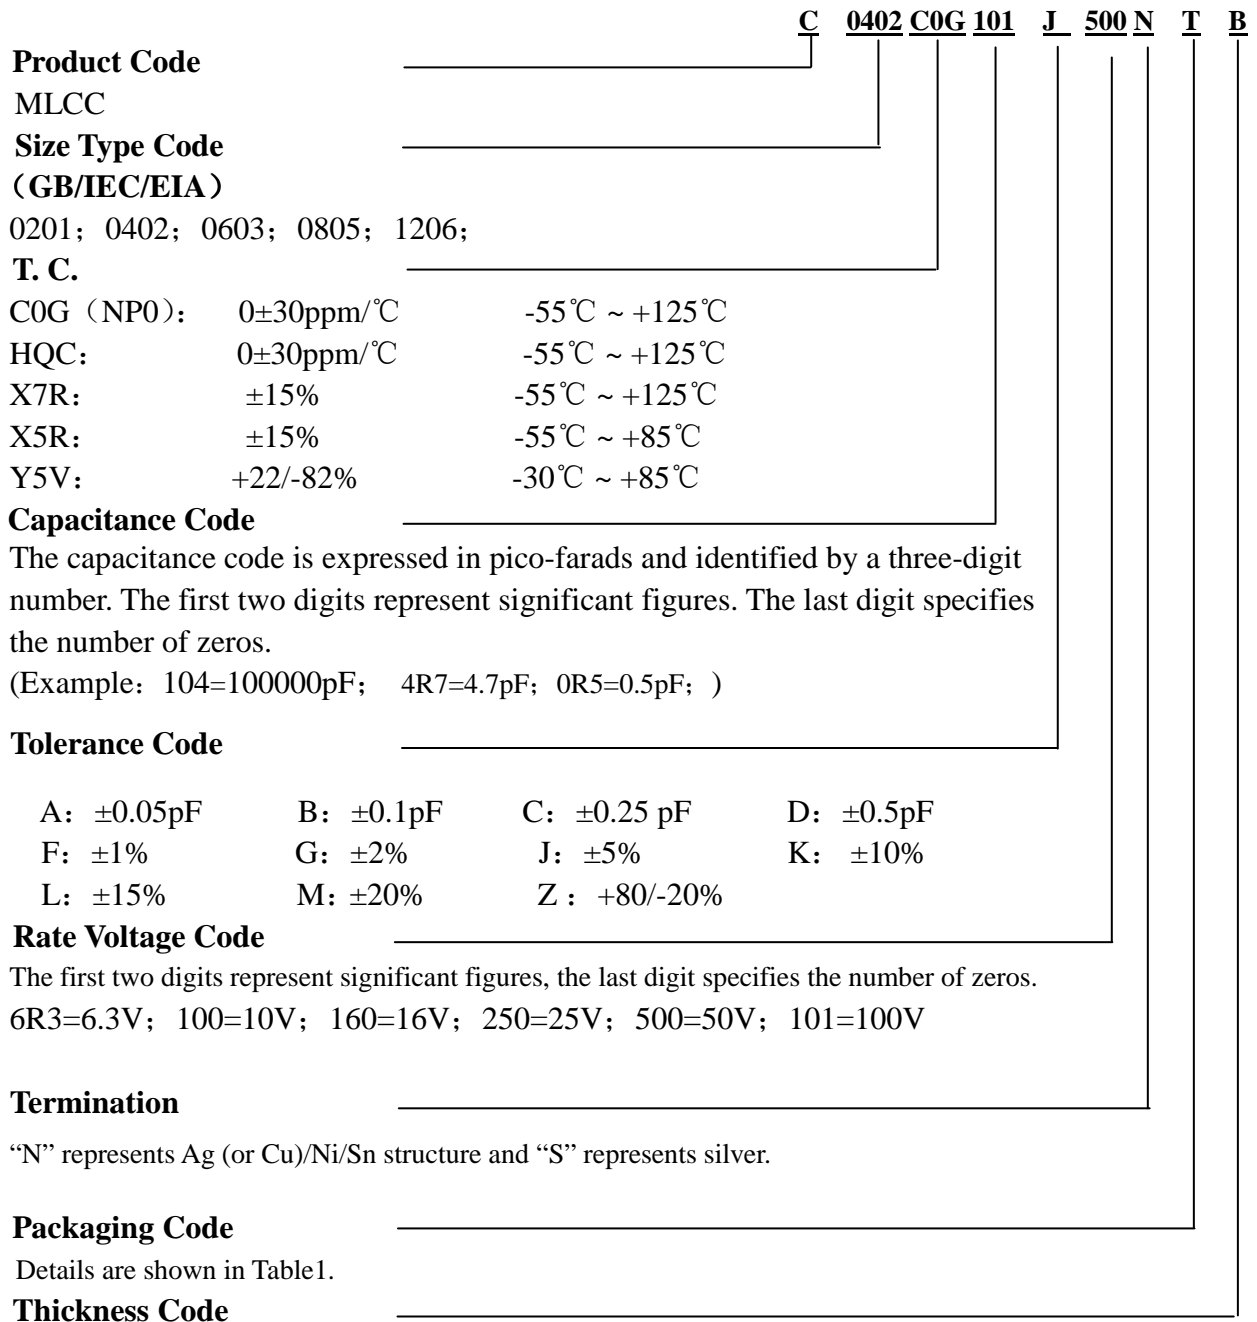 C 0402 C0G 101 J 500 N T B
Product Code
MLCC
Size Type Code
（GB/IEC/EIA）
0201；0402；0603；0805；1206；
T. C.
C0G（NP0）： 0±30ppm/℃ -55℃ ~ +125℃
HQC： 0±30ppm/℃ -55℃ ~ +125℃
X7R： ±15% -55℃ ~ +125℃
X5R： ±15% -55℃ ~ +85℃
Y5V： +22/-82% -30℃ ~ +85℃
Capacitance Code
The capacitance code is expressed in pico-farads and identified by a three-digit
number. The first two digits represent significant figures. The last digit specifies
the number of zeros.
(Example：104=100000pF； 4R7=4.7pF；0R5=0.5pF；)
Tolerance Code
A：±0.05pF B：±0.1pF C：±0.25 pF D：±0.5pF
F：±1% G：±2% J：±5% K： ±10%
L：±15% M：±20% Z：+80/-20%
Rate Voltage Code
The first two digits represent significant figures, the last digit specifies the number of zeros.
6R3=6.3V；100=10V；160=16V；250=25V；500=50V；101=100V
Termination
“N” represents Ag (or Cu)/Ni/Sn structure and “S” represents silver.
Packaging Code
Details are shown in Table1.
Thickness Code